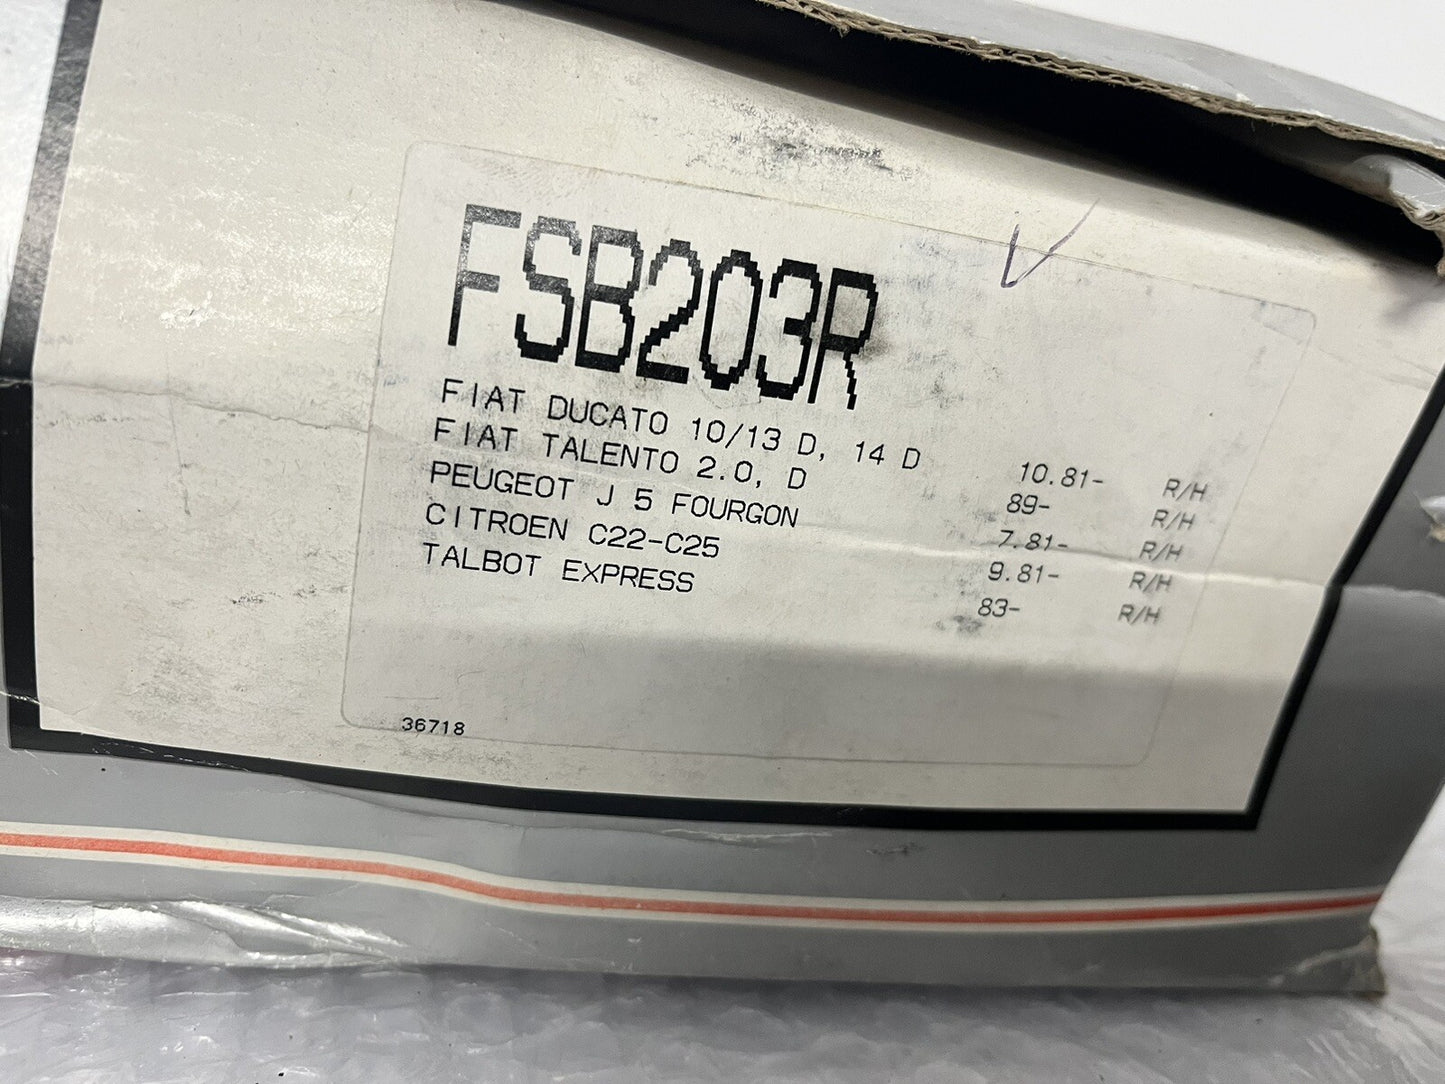 FSB203R
FIAT DUCATO 10/13 D, 14 D 10.81- R/H
FIAT TALENTO 2.0, D 89- R/H
PEUGEOT J 5 FOURGON 7.81- R/H
CITROEN C22-C25 9.81- R/H
TALBOT EXPRESS 83- R/H
36718